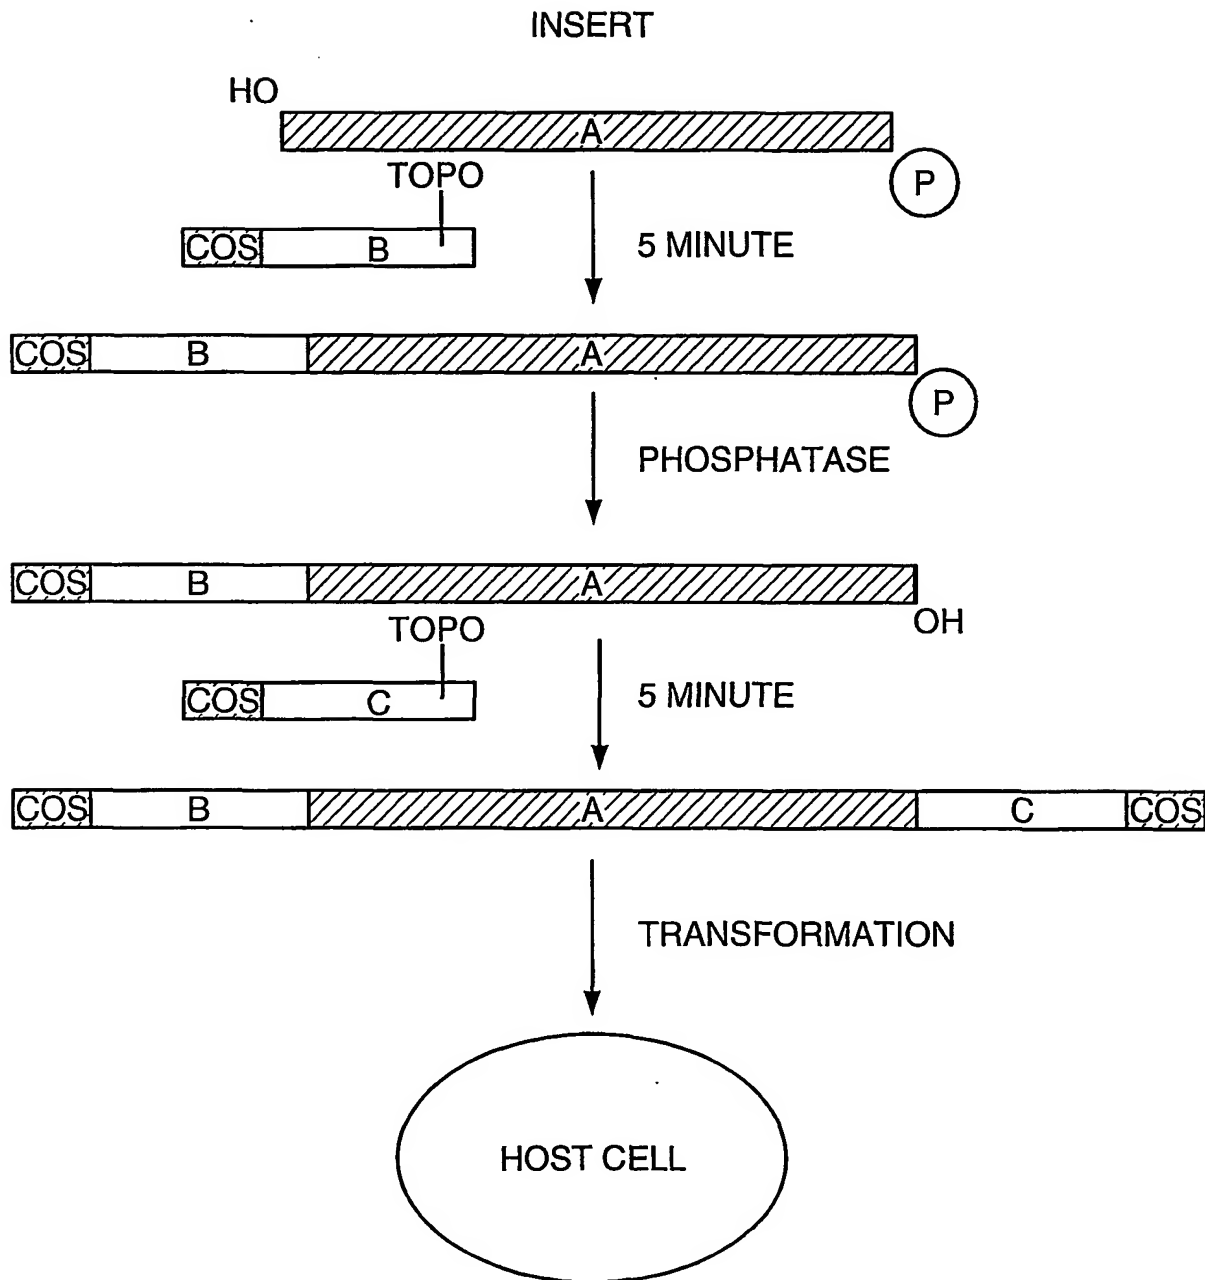 INSERT
HO
A
P
TOPO
COS B
5 MINUTE
COS B A
P
PHOSPHATASE
COS B A
OH
TOPO
COS C
5 MINUTE
COS B A C COS
TRANSFORMATION
HOST CELL